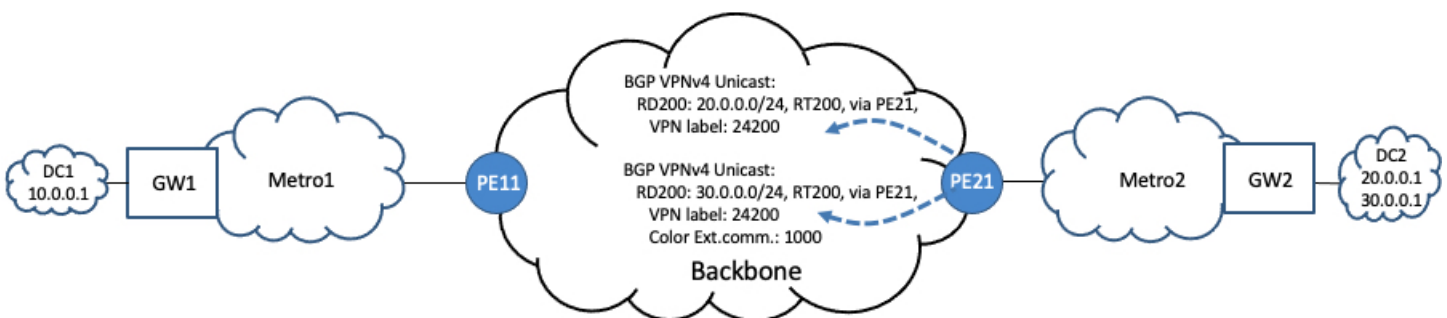 BGP VPNv4 Unicast:
RD200: 20.0.0.0/24, RT200, via PE21,
VPN label: 24200
BGP VPNv4 Unicast:
RD200: 30.0.0.0/24, RT200, via PE21,
VPN label: 24200
Color Ext.comm.: 1000
Backbone
DC1
10.0.0.1
GW1
Metro1
PE11
PE21
Metro2
GW2
DC2
20.0.0.1
30.0.0.1